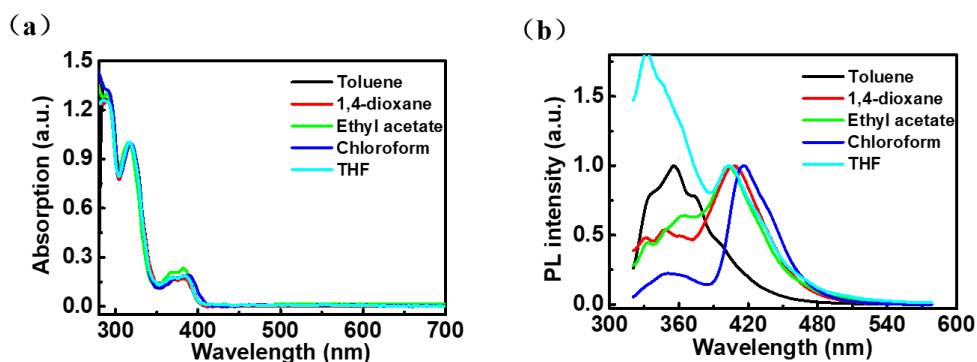 (a)
Absorption (a.u.)
1.5
1.2
0.9
0.6
0.3
0.0
Toluene
1,4-dioxane
Ethyl acetate
Chloroform
THF
300 400 500 600 700
Wavelength (nm)
(b)
PL intensity (a.u.)
1.5
1.0
0.5
0.0
Toluene
1,4-dioxane
Ethyl acetate
Chloroform
THF
300 360 420 480 540 600
Wavelength (nm)